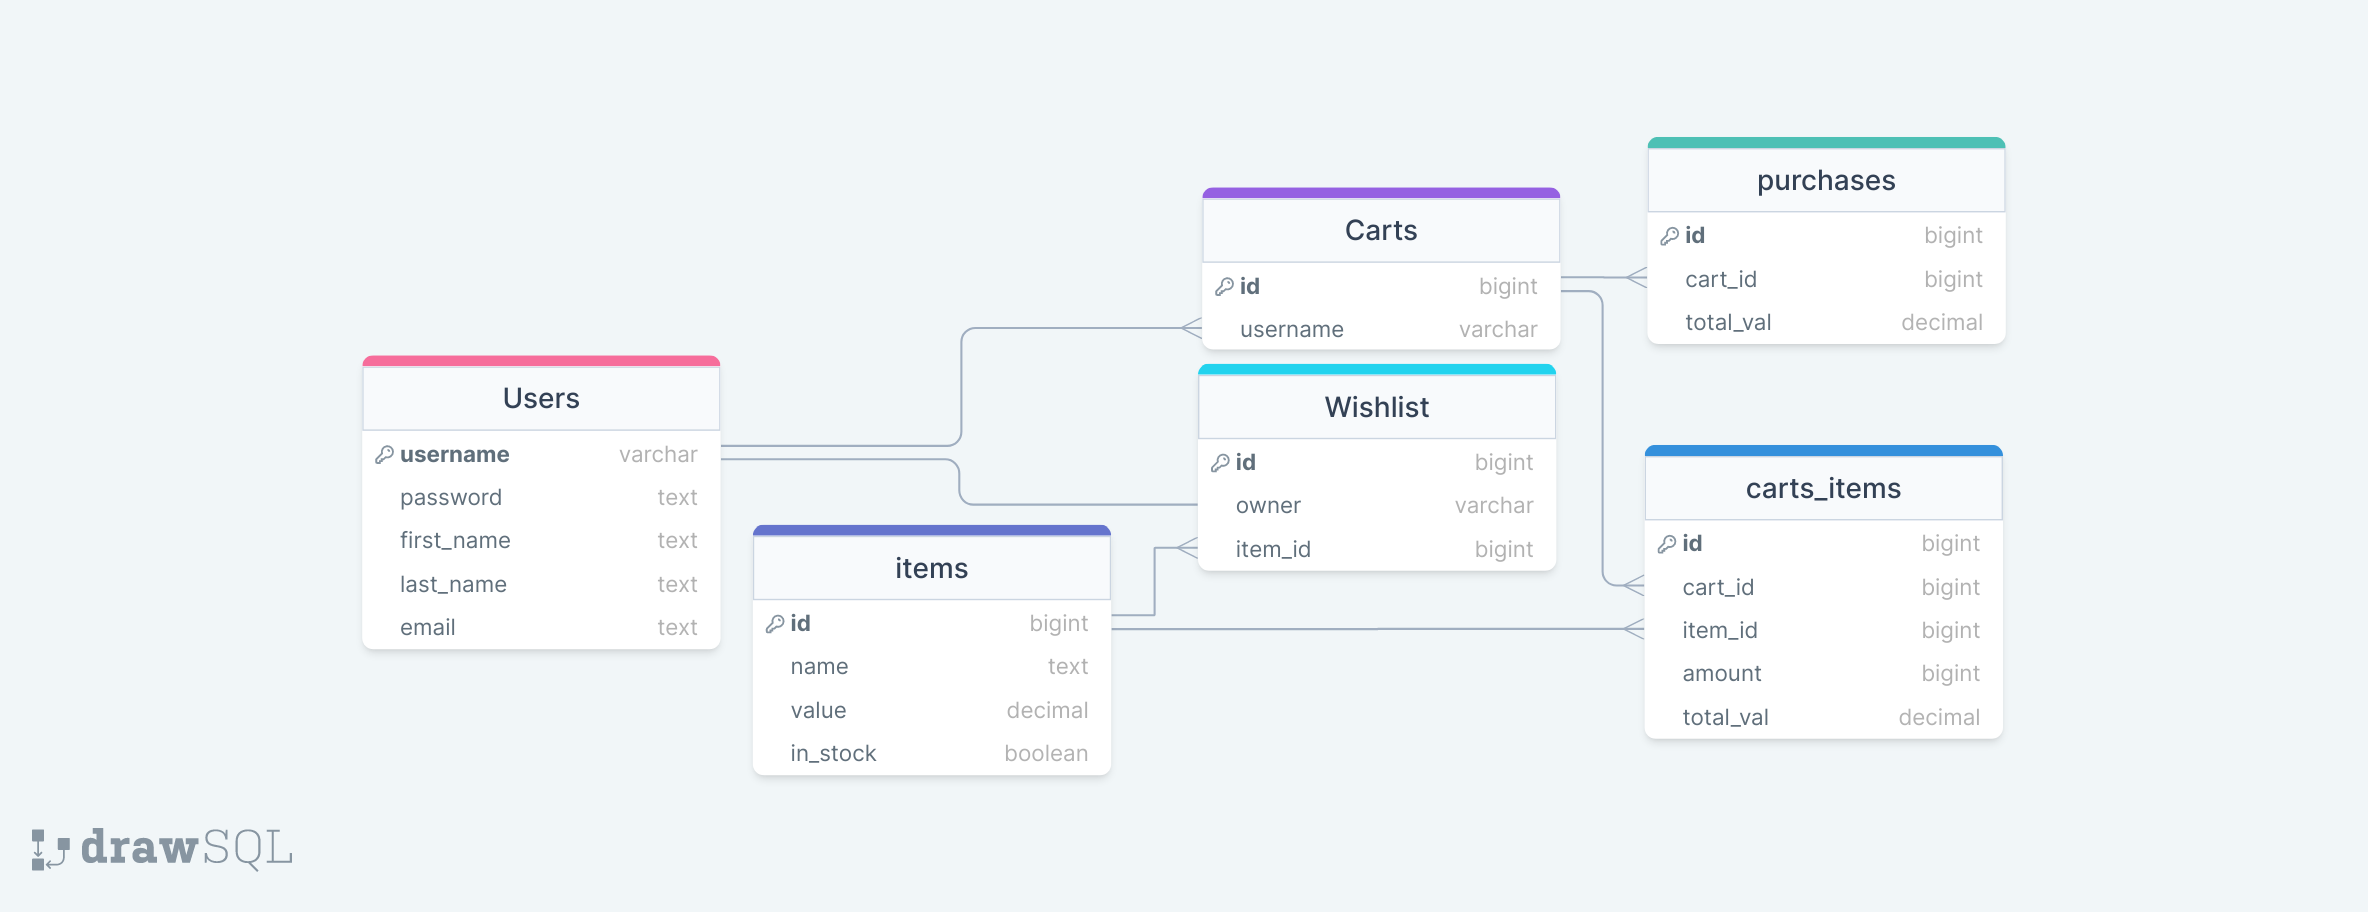 Users
username varchar
password text
first_name text
last_name text
email text
items
id bigint
name text
value decimal
in_stock boolean
Carts
id bigint
username varchar
Wishlist
id bigint
owner varchar
item_id bigint
purchases
id bigint
cart_id bigint
total_val decimal
carts_items
id bigint
cart_id bigint
item_id bigint
amount bigint
total_val decimal
drawSQL